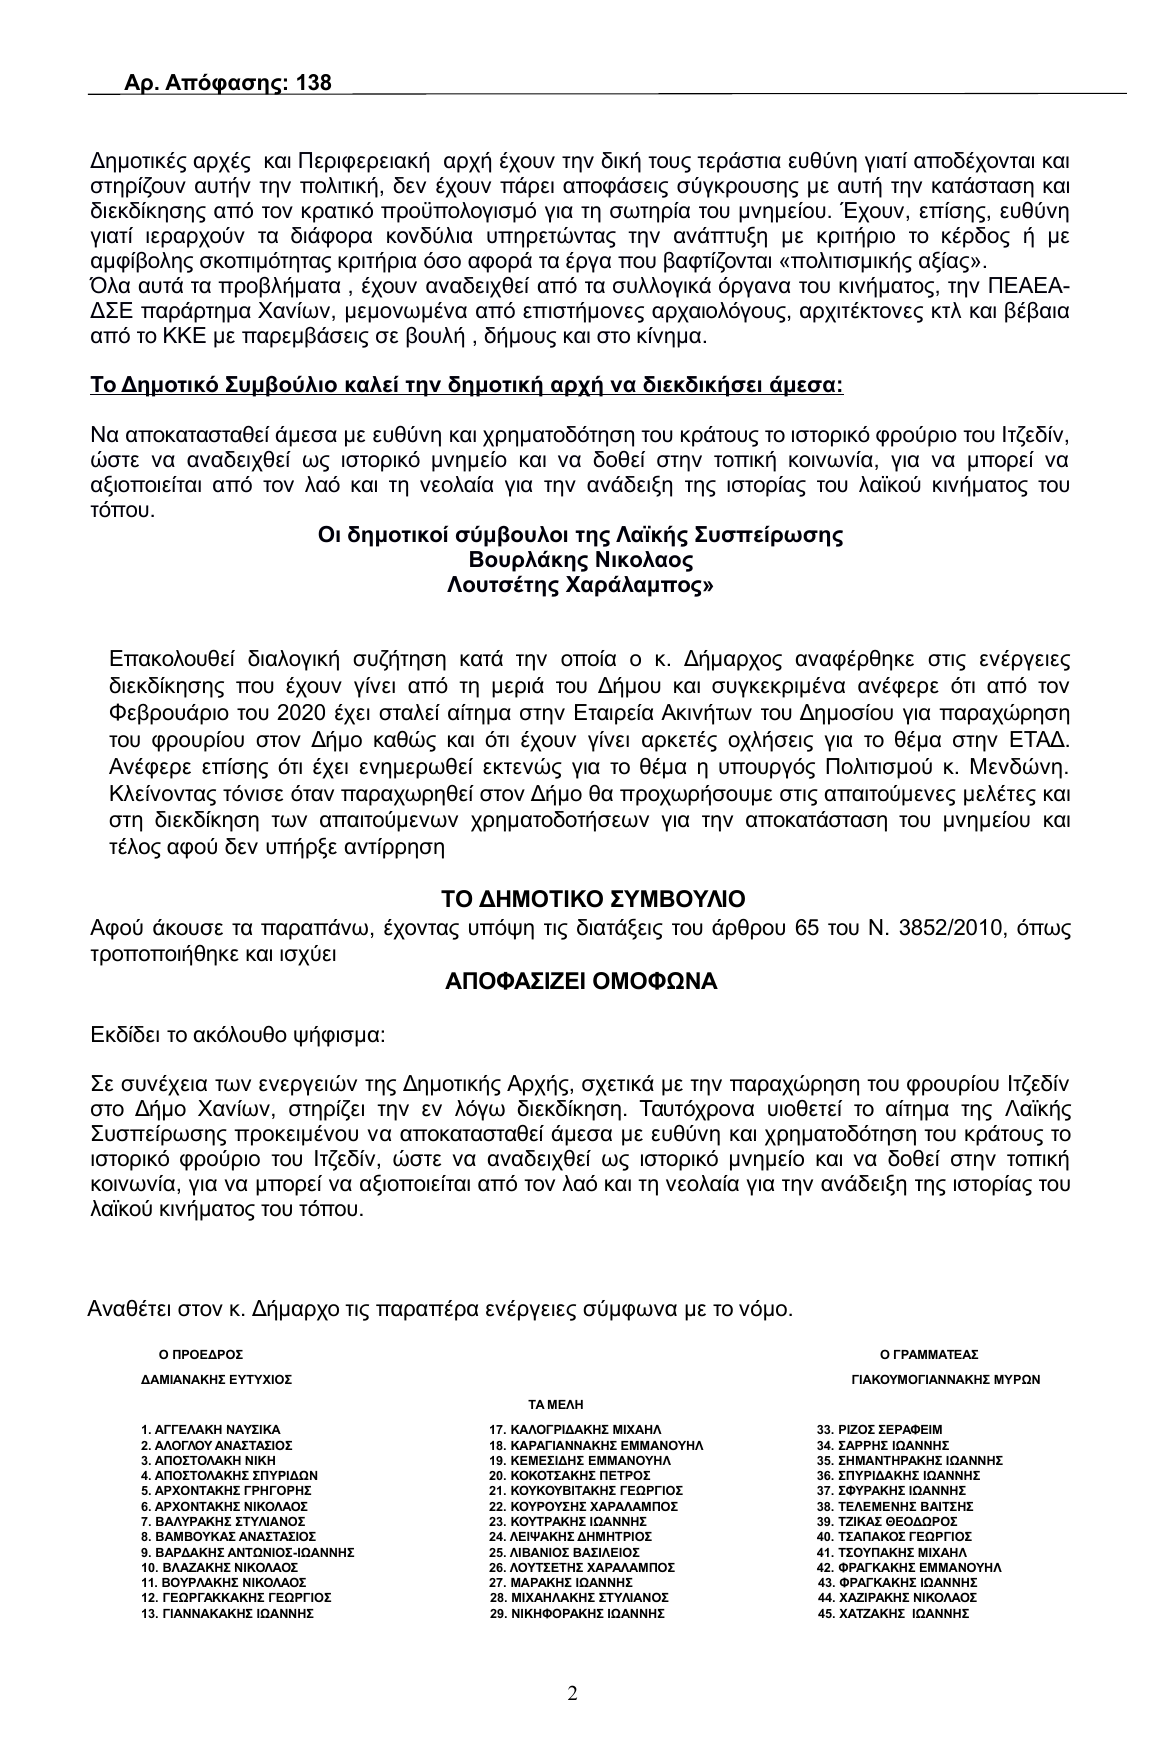 Αρ. Απόφασης: 138
Δημοτικές αρχές και Περιφερειακή αρχή έχουν την δική τους τεράστια ευθύνη γιατί αποδέχονται και
στηρίζουν αυτήν την πολιτική, δεν έχουν πάρει αποφάσεις σύγκρουσης με αυτή την κατάσταση και
διεκδίκησης από τον κρατικό προϋπολογισμό για τη σωτηρία του μνημείου. Έχουν, επίσης, ευθύνη
γιατί ιεραρχούν τα διάφορα κονδύλια υπηρετώντας την ανάπτυξη με κριτήριο το κέρδος ή με
αμφίβολης σκοπιμότητας κριτήρια όσο αφορά τα έργα που βαφτίζονται «πολιτισμικής αξίας».
Όλα αυτά τα προβλήματα , έχουν αναδειχθεί από τα συλλογικά όργανα του κινήματος, την ΠΕΑΕΑ-
ΔΣΕ παράρτημα Χανίων, μεμονωμένα από επιστήμονες αρχαιολόγους, αρχιτέκτονες κτλ και βέβαια
από το ΚΚΕ με παρεμβάσεις σε βουλή , δήμους και στο κίνημα.
Το Δημοτικό Συμβούλιο καλεί την δημοτική αρχή να διεκδικήσει άμεσα:
Να αποκατασταθεί άμεσα με ευθύνη και χρηματοδότηση του κράτους το ιστορικό φρούριο του Ιτζεδίν,
ώστε να αναδειχθεί ως ιστορικό μνημείο και να δοθεί στην τοπική κοινωνία, για να μπορεί να
αξιοποιείται από τον λαό και τη νεολαία για την ανάδειξη της ιστορίας του λαϊκού κινήματος του
τόπου.
Οι δημοτικοί σύμβουλοι της Λαϊκής Συσπείρωσης
Βουρλάκης Νικολαος
Λουτσέτης Χαράλαμπος»
Επακολουθεί διαλογική συζήτηση κατά την οποία ο κ. Δήμαρχος αναφέρθηκε στις ενέργειες
διεκδίκησης που έχουν γίνει από τη μεριά του Δήμου και συγκεκριμένα ανέφερε ότι από τον
Φεβρουάριο του 2020 έχει σταλεί αίτημα στην Εταιρεία Ακινήτων του Δημοσίου για παραχώρηση
του φρουρίου στον Δήμο καθώς και ότι έχουν γίνει αρκετές οχλήσεις για το θέμα στην ΕΤΑΔ.
Ανέφερε επίσης ότι έχει ενημερωθεί εκτενώς για το θέμα η υπουργός Πολιτισμού κ. Μενδώνη.
Κλείνοντας τόνισε όταν παραχωρηθεί στον Δήμο θα προχωρήσουμε στις απαιτούμενες μελέτες και
στη διεκδίκηση των απαιτούμενων χρηματοδοτήσεων για την αποκατάσταση του μνημείου και
τέλος αφού δεν υπήρξε αντίρρηση
ΤΟ ΔΗΜΟΤΙΚΟ ΣΥΜΒΟΥΛΙΟ
Αφού άκουσε τα παραπάνω, έχοντας υπόψη τις διατάξεις του άρθρου 65 του Ν. 3852/2010, όπως
τροποποιήθηκε και ισχύει
ΑΠΟΦΑΣΙΖΕΙ ΟΜΟΦΩΝΑ
Εκδίδει το ακόλουθο ψήφισμα:
Σε συνέχεια των ενεργειών της Δημοτικής Αρχής, σχετικά με την παραχώρηση του φρουρίου Ιτζεδίν
στο Δήμο Χανίων, στηρίζει την εν λόγω διεκδίκηση. Ταυτόχρονα υιοθετεί το αίτημα της Λαϊκής
Συσπείρωσης προκειμένου να αποκατασταθεί άμεσα με ευθύνη και χρηματοδότηση του κράτους το
ιστορικό φρούριο του Ιτζεδίν, ώστε να αναδειχθεί ως ιστορικό μνημείο και να δοθεί στην τοπική
κοινωνία, για να μπορεί να αξιοποιείται από τον λαό και τη νεολαία για την ανάδειξη της ιστορίας του
λαϊκού κινήματος του τόπου.
Αναθέτει στον κ. Δήμαρχο τις παραπέρα ενέργειες σύμφωνα με το νόμο.
Ο ΠΡΟΕΔΡΟΣ
ΔΑΜΙΑΝΑΚΗΣ ΕΥΤΥΧΙΟΣ
Ο ΓΡΑΜΜΑΤΕΑΣ
ΓΙΑΚΟΥΜΟΓΙΑΝΝΑΚΗΣ ΜΥΡΩΝ
ΤΑ ΜΕΛΗ
1. ΑΓΓΕΛΑΚΗ ΝΑΥΣΙΚΑ
2. ΑΛΟΓΛΟΥ ΑΝΑΣΤΑΣΙΟΣ
3. ΑΠΟΣΤΟΛΑΚΗ ΝΙΚΗ
4. ΑΠΟΣΤΟΛΑΚΗΣ ΣΠΥΡΙΔΩΝ
5. ΑΡΧΟΝΤΑΚΗΣ ΓΡΗΓΟΡΗΣ
6. ΑΡΧΟΝΤΑΚΗΣ ΝΙΚΟΛΑΟΣ
7. ΒΑΛΥΡΑΚΗΣ ΣΤΥΛΙΑΝΟΣ
8. ΒΑΜΒΟΥΚΑΣ ΑΝΑΣΤΑΣΙΟΣ
9. ΒΑΡΔΑΚΗΣ ΑΝΤΩΝΙΟΣ-ΙΩΑΝΝΗΣ
10. ΒΛΑΖΑΚΗΣ ΝΙΚΟΛΑΟΣ
11. ΒΟΥΡΛΑΚΗΣ ΝΙΚΟΛΑΟΣ
12. ΓΕΩΡΓΑΚΚΑΚΗΣ ΓΕΩΡΓΙΟΣ
13. ΓΙΑΝΝΑΚΑΚΗΣ ΙΩΑΝΝΗΣ
17. ΚΑΛΟΓΡΙΔΑΚΗΣ ΜΙΧΑΗΛ
18. ΚΑΡΑΓΙΑΝΝΑΚΗΣ ΕΜΜΑΝΟΥΗΛ
19. ΚΕΜΕΣΙΔΗΣ ΕΜΜΑΝΟΥΗΛ
20. ΚΟΚΟΤΣΑΚΗΣ ΠΕΤΡΟΣ
21. ΚΟΥΚΟΥΒΙΤΑΚΗΣ ΓΕΩΡΓΙΟΣ
22. ΚΟΥΡΟΥΣΗΣ ΧΑΡΑΛΑΜΠΟΣ
23. ΚΟΥΤΡΑΚΗΣ ΙΩΑΝΝΗΣ
24. ΛΕΙΨΑΚΗΣ ΔΗΜΗΤΡΙΟΣ
25. ΛΙΒΑΝΙΟΣ ΒΑΣΙΛΕΙΟΣ
26. ΛΟΥΤΣΕΤΗΣ ΧΑΡΑΛΑΜΠΟΣ
27. ΜΑΡΑΚΗΣ ΙΩΑΝΝΗΣ
28. ΜΙΧΑΗΛΑΚΗΣ ΣΤΥΛΙΑΝΟΣ
29. ΝΙΚΗΦΟΡΑΚΗΣ ΙΩΑΝΝΗΣ
33. ΡΙΖΟΣ ΣΕΡΑΦΕΙΜ
34. ΣΑΡΡΗΣ ΙΩΑΝΝΗΣ
35. ΣΗΜΑΝΤΗΡΑΚΗΣ ΙΩΑΝΝΗΣ
36. ΣΠΥΡΙΔΑΚΗΣ ΙΩΑΝΝΗΣ
37. ΣΦΥΡΑΚΗΣ ΙΩΑΝΝΗΣ
38. ΤΕΛΕΜΕΝΗΣ ΒΑΙΤΣΗΣ
39. ΤΖΙΚΑΣ ΘΕΟΔΩΡΟΣ
40. ΤΣΑΠΑΚΟΣ ΓΕΩΡΓΙΟΣ
41. ΤΣΟΥΠΑΚΗΣ ΜΙΧΑΗΛ
42. ΦΡΑΓΚΑΚΗΣ ΕΜΜΑΝΟΥΗΛ
43. ΦΡΑΓΚΑΚΗΣ ΙΩΑΝΝΗΣ
44. ΧΑΖΙΡΑΚΗΣ ΝΙΚΟΛΑΟΣ
45. ΧΑΤΖΑΚΗΣ ΙΩΑΝΝΗΣ
2